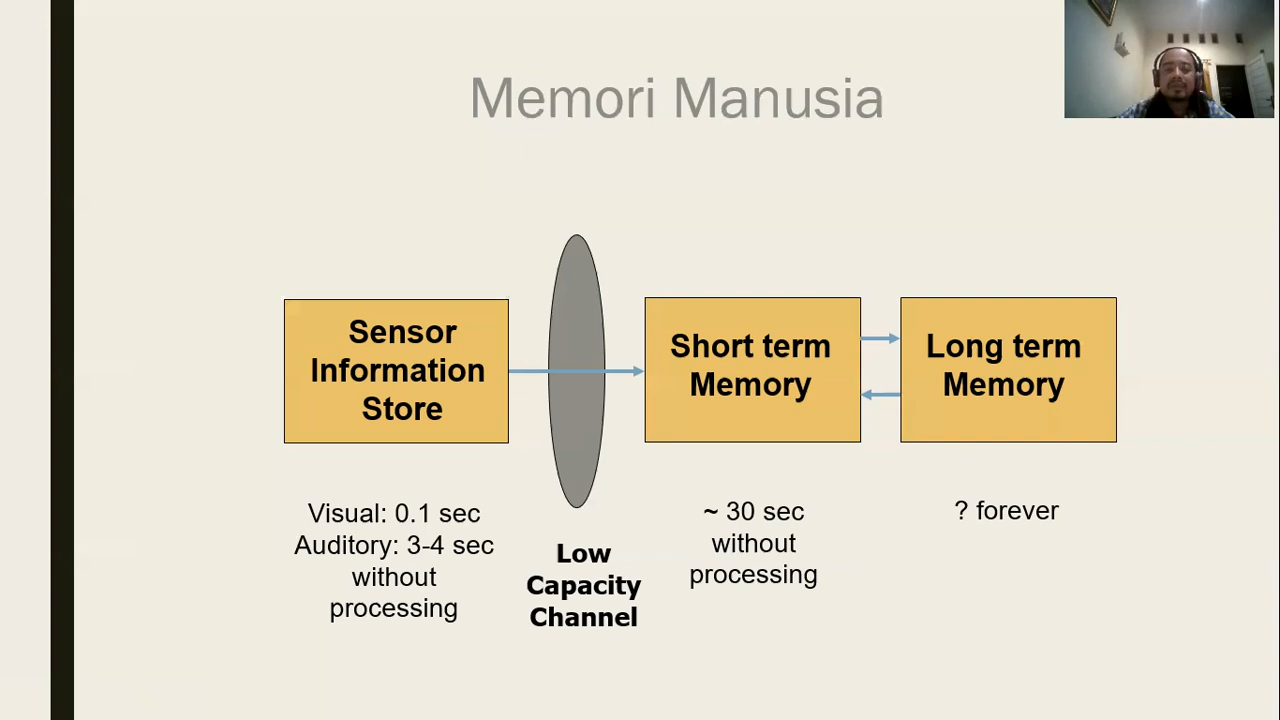 Memori Manusia
Sensor
Information
Store
Short term
Memory
Long term
Memory
Visual: 0.1 sec
Auditory: 3-4 sec
without
processing
Low
Capacity
Channel
~ 30 sec
without
processing
? forever